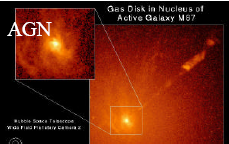 Gas Disk in Nucleus of
Active Galaxy M87
AGN
Hubble Space Telescope
Wide Field Planetary Camera 2